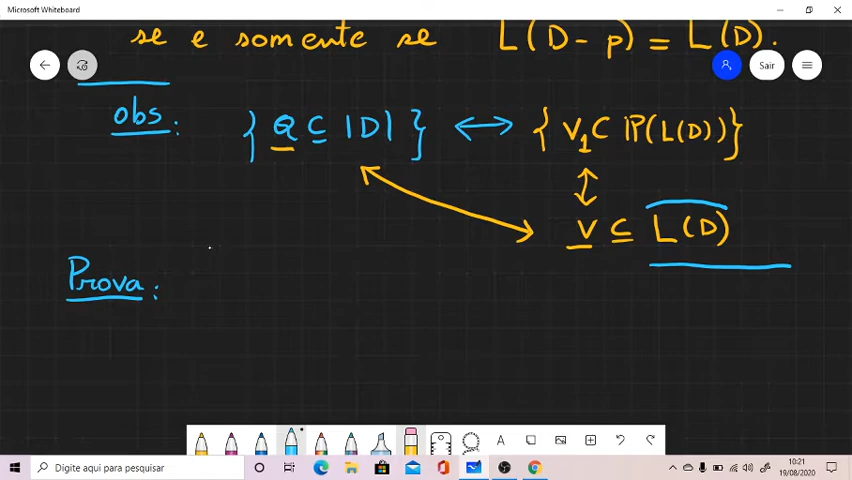 Microsoft Whiteboard
se e somente se L(D-p) = L(D).
Sair
obs: { Q ⊆ |D| } ↔ { V₁ ⊂ ℙ(L(D)) }
V ⊆ L(D)
Prova:
Digite aqui para pesquisar
10:21
19/08/2020